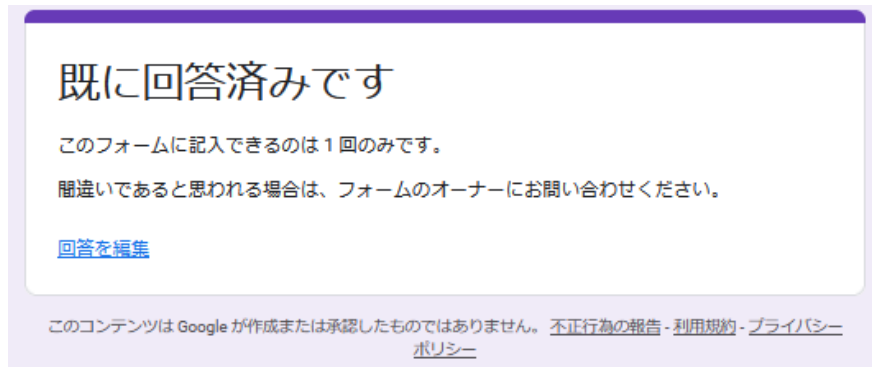 既に回答済みです
このフォームに記入できるのは 1 回のみです。
間違いであると思われる場合は、フォームのオーナーにお問い合わせください。
回答を編集
このコンテンツは Google が作成または承認したものではありません。 不正行為の報告 - 利用規約 - プライバシー
ポリシー